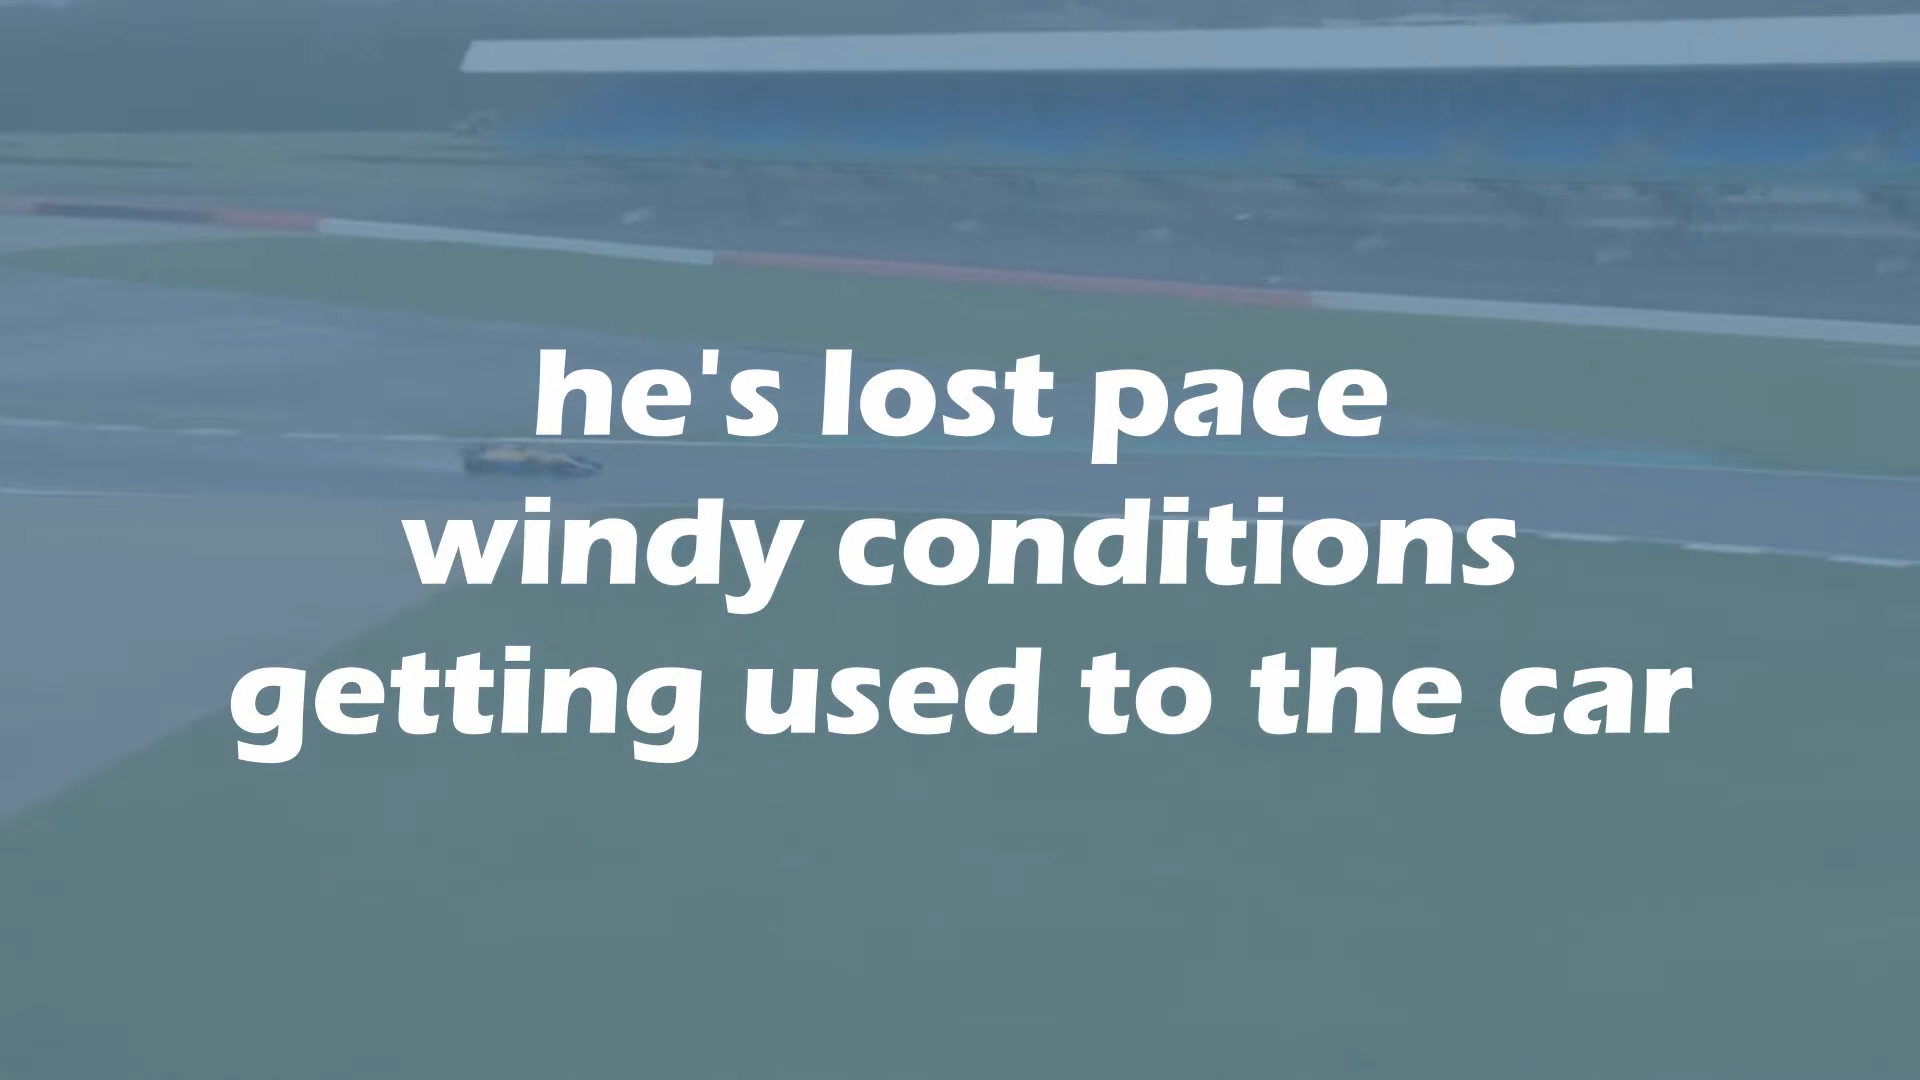 he's lost pace
windy conditions
getting used to the car